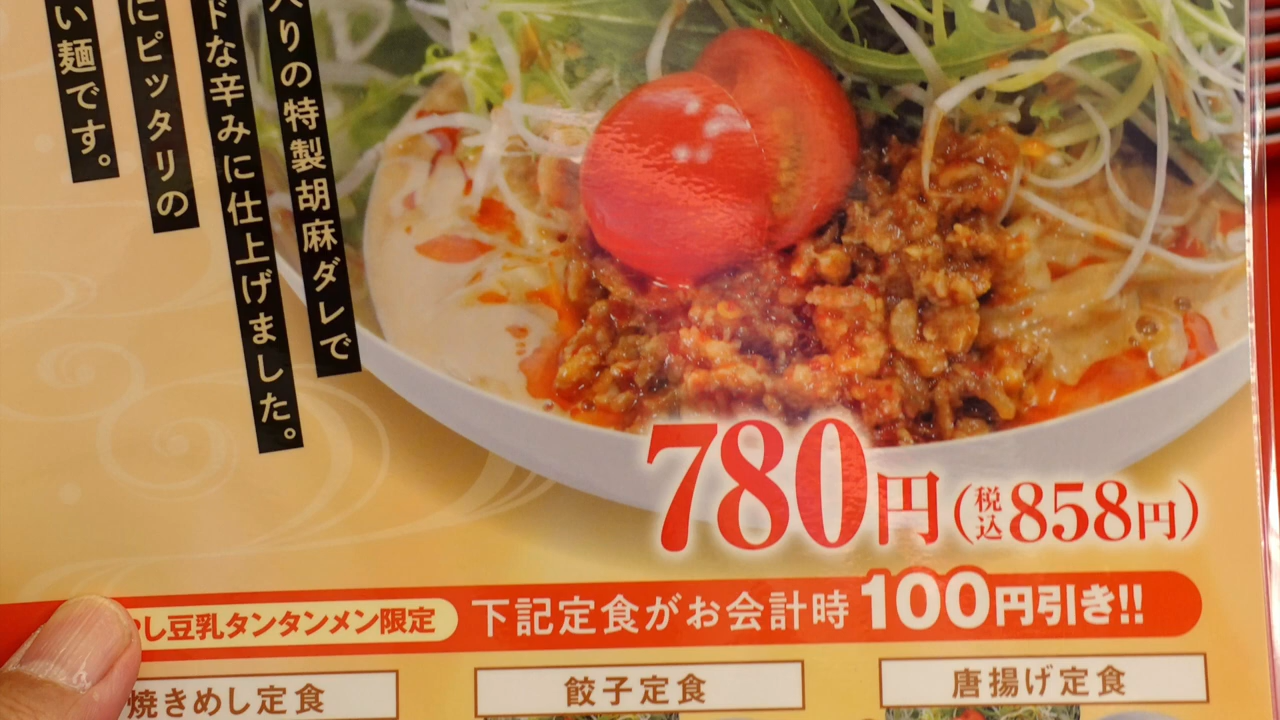 入りの特製胡麻ダレで
ドな辛みに仕上げました。
にピッタリの
い麺です。
780円(税込858円)
し豆乳タンタンメン限定
下記定食がお会計時100円引き!!
焼きめし定食
餃子定食
唐揚げ定食